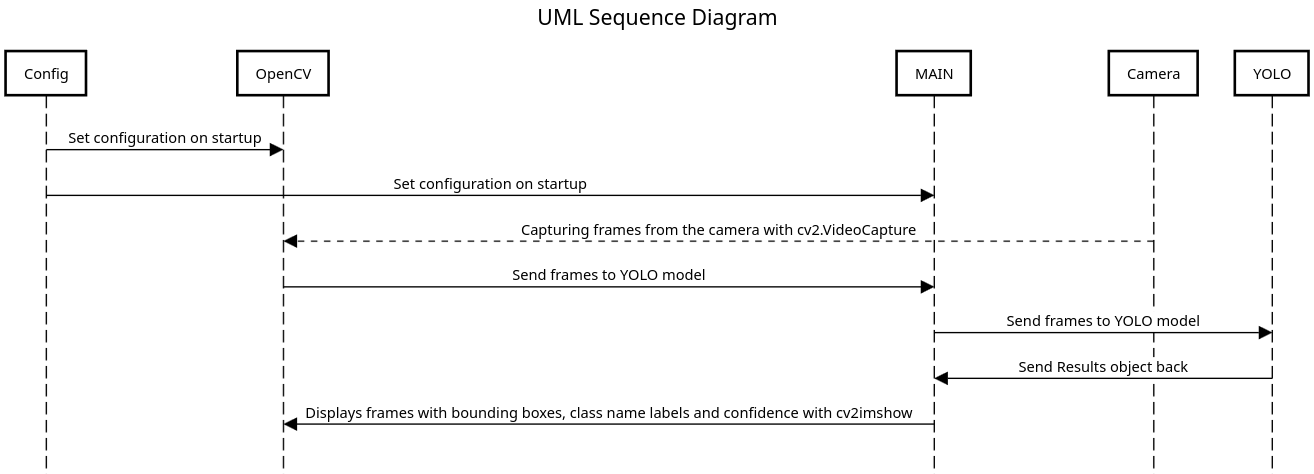 UML Sequence Diagram
Config
OpenCV
MAIN
Camera
YOLO
Set configuration on startup
Set configuration on startup
Capturing frames from the camera with cv2.VideoCapture
Send frames to YOLO model
Send frames to YOLO model
Send Results object back
Displays frames with bounding boxes, class name labels and confidence with cv2imshow